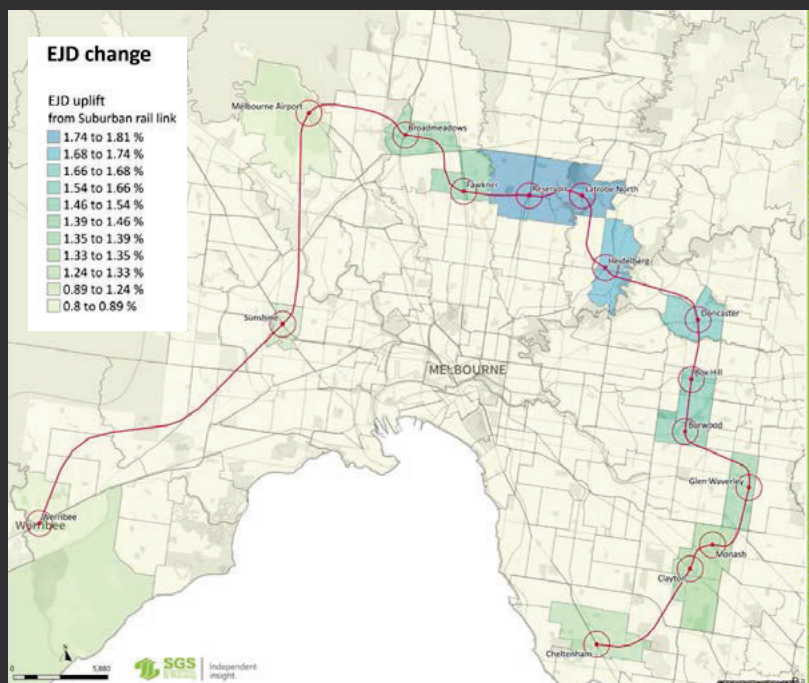 EJD change
EJD uplift
from Suburban rail link
1.74 to 1.81 %
1.68 to 1.74 %
1.66 to 1.68 %
1.54 to 1.66 %
1.46 to 1.54 %
1.39 to 1.46 %
1.35 to 1.39 %
1.33 to 1.35 %
1.24 to 1.33 %
0.89 to 1.24 %
0.8 to 0.89 %
Melbourne Airport
Broadmeadows
Fawkner
Reservoir
Latrobe North
Heidelberg
Sunshine
Doncaster
MELBOURNE
Box Hill
Burwood
Glen Waverley
Werribee
Werribee
Monash
Clayton
Cheltenham
N
0
5,880
SGS
Independent
insight.